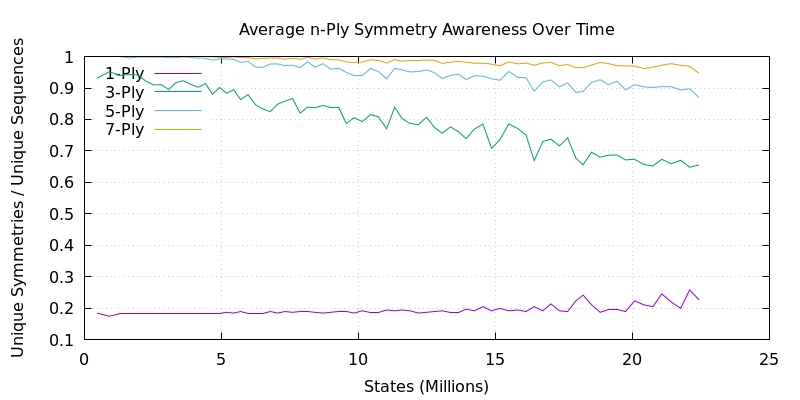 Average n-Ply Symmetry Awareness Over Time
Unique Symmetries / Unique Sequences
1
0.9
0.8
0.7
0.6
0.5
0.4
0.3
0.2
0.1
1-Ply
3-Ply
5-Ply
7-Ply
0 5 10 15 20 25
States (Millions)